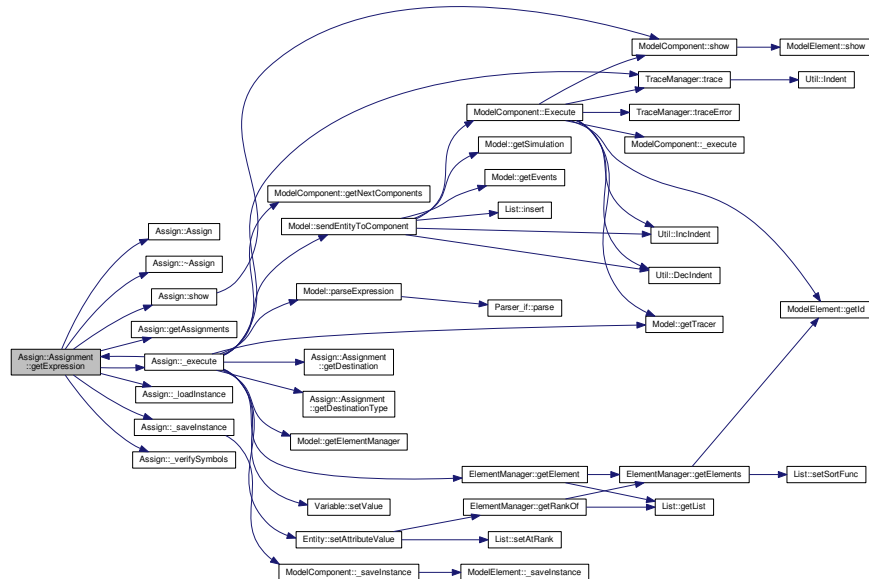 ModelComponent::show
ModelElement::show
TraceManager::trace
Util::Indent
ModelComponent::Execute
TraceManager::traceError
Model::getSimulation
ModelComponent::_execute
Model::getEvents
ModelComponent::getNextComponents
List::insert
Assign::Assign
Model::sendEntityToComponent
Util::IncIndent
Assign::~Assign
Util::DecIndent
Assign::show
Model::parseExpression
Parser_if::parse
ModelElement::getId
Assign::getAssignments
Model::getTracer
Assign::Assignment
::getExpression
Assign::_execute
Assign::Assignment
::getDestination
Assign::_loadInstance
Assign::Assignment
::getDestinationType
Assign::_saveInstance
Model::getElementManager
Assign::_verifySymbols
ElementManager::getElement
ElementManager::getElements
List::setSortFunc
Variable::setValue
ElementManager::getRankOf
List::getList
Entity::setAttributeValue
List::setAtRank
ModelComponent::_saveInstance
ModelElement::_saveInstance